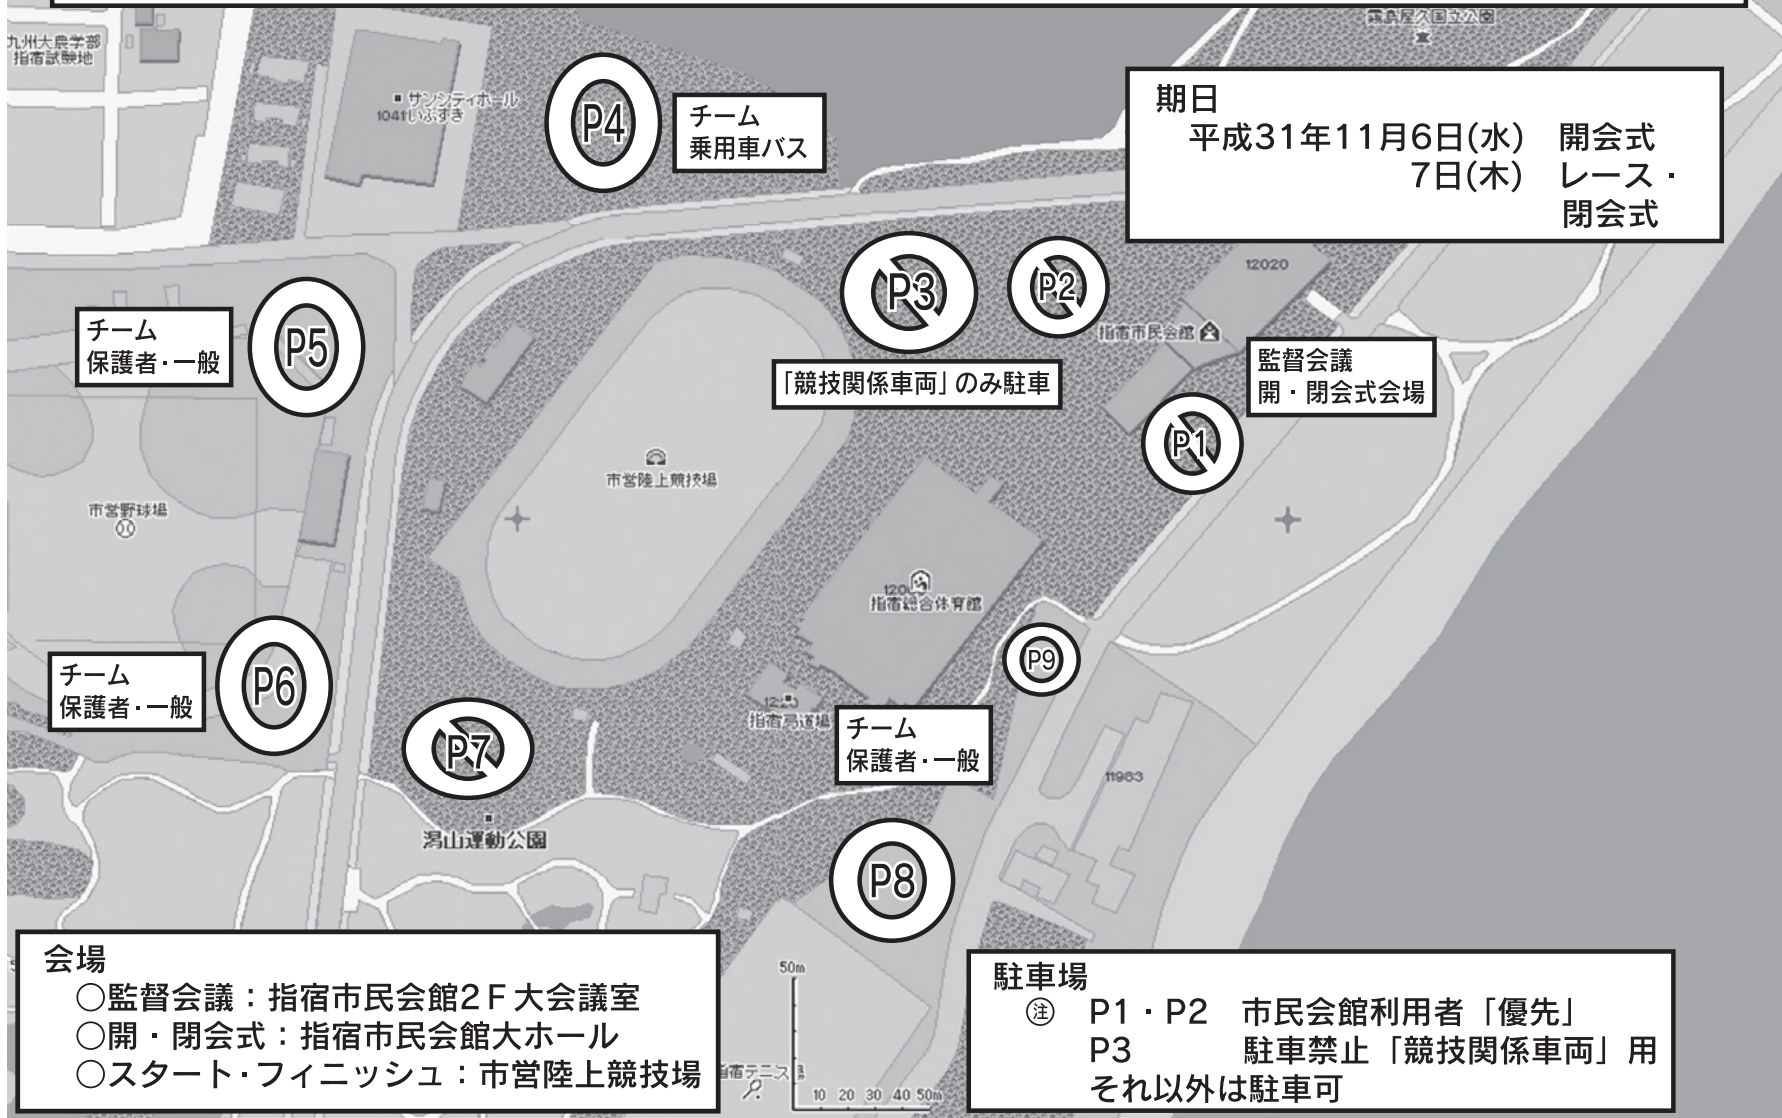 霧島屋久国立公園
九州大農学部
指宿試験地
サンシティホール
いぶすき
1041
P4
チーム
乗用車バス
期日
平成31年11月6日(水) 開会式
7日(木) レース・
閉会式
P3
P2
12020
指宿市民会館
「競技関係車両」のみ駐車
監督会議
開・閉会式会場
P1
チーム
保護者・一般
P5
市営陸上競技場
市営野球場
指宿総合体育館
P9
チーム
保護者・一般
P6
P7
指宿弓道場
チーム
保護者・一般
11983
潟山運動公園
P8
会場
○監督会議：指宿市民会館2F大会議室
○開・閉会式：指宿市民会館大ホール
○スタート・フィニッシュ：市営陸上競技場
50m
10 20 30 40 50m
駐車場
㊟ P1・P2 市民会館利用者「優先」
P3 駐車禁止「競技関係車両」用
それ以外は駐車可